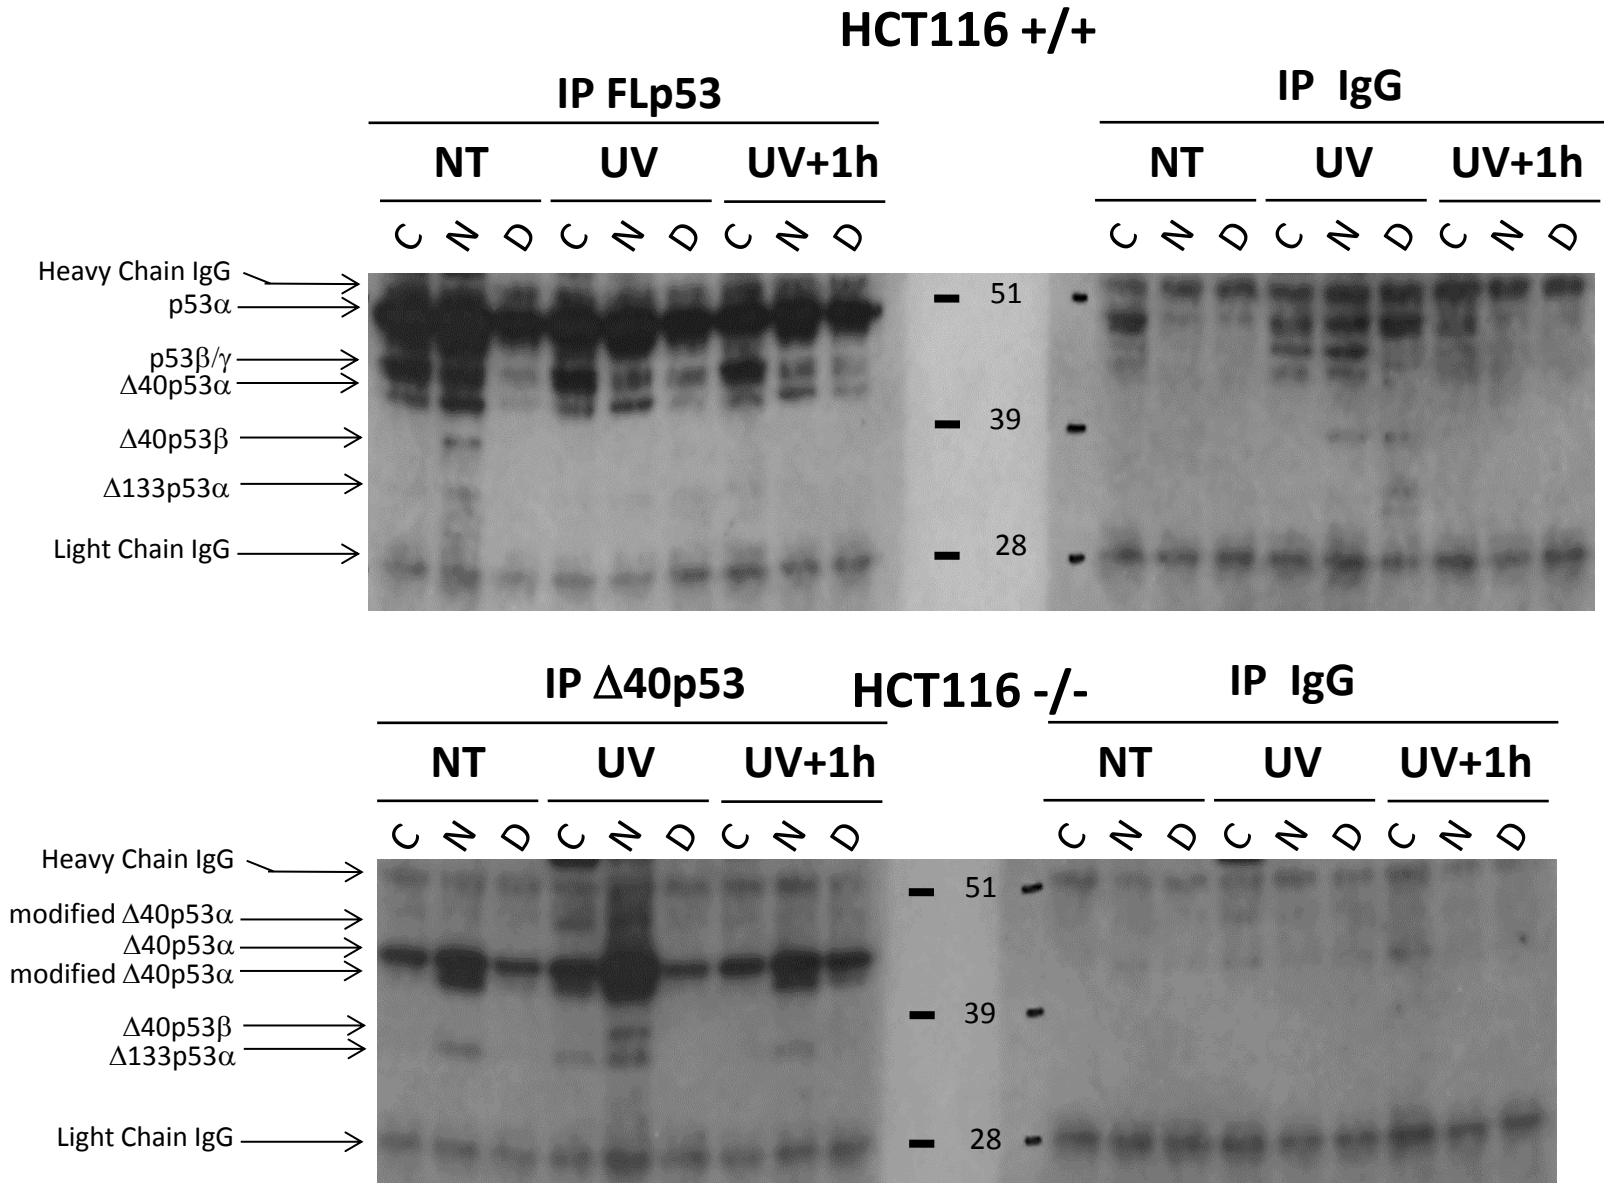 HCT116 +/+
IP FLp53
IP IgG
NT UV UV+1h
NT UV UV+1h
C N D C N D C N D
C N D C N D C N D
Heavy Chain IgG
p53α
p53β/γ
Δ40p53α
Δ40p53β
Δ133p53α
Light Chain IgG
51
39
28
IP Δ40p53
HCT116 -/-
IP IgG
NT UV UV+1h
NT UV UV+1h
C N D C N D C N D
C N D C N D C N D
Heavy Chain IgG
modified Δ40p53α
Δ40p53α
modified Δ40p53α
Δ40p53β
Δ133p53α
Light Chain IgG
51
39
28